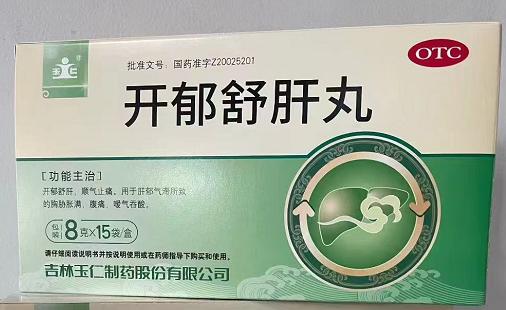 批准文号：国药准字Z20025201
OTC
开郁舒肝丸
[功能主治]
开郁舒肝，顺气止痛。用于肝郁气滞所致
的胸胁胀满、腹痛、嗳气吞酸。
包装 8克×15袋/盒
请仔细阅读说明书并按说明使用或在药师指导下购买和使用。
吉林玉仁制药股份有限公司